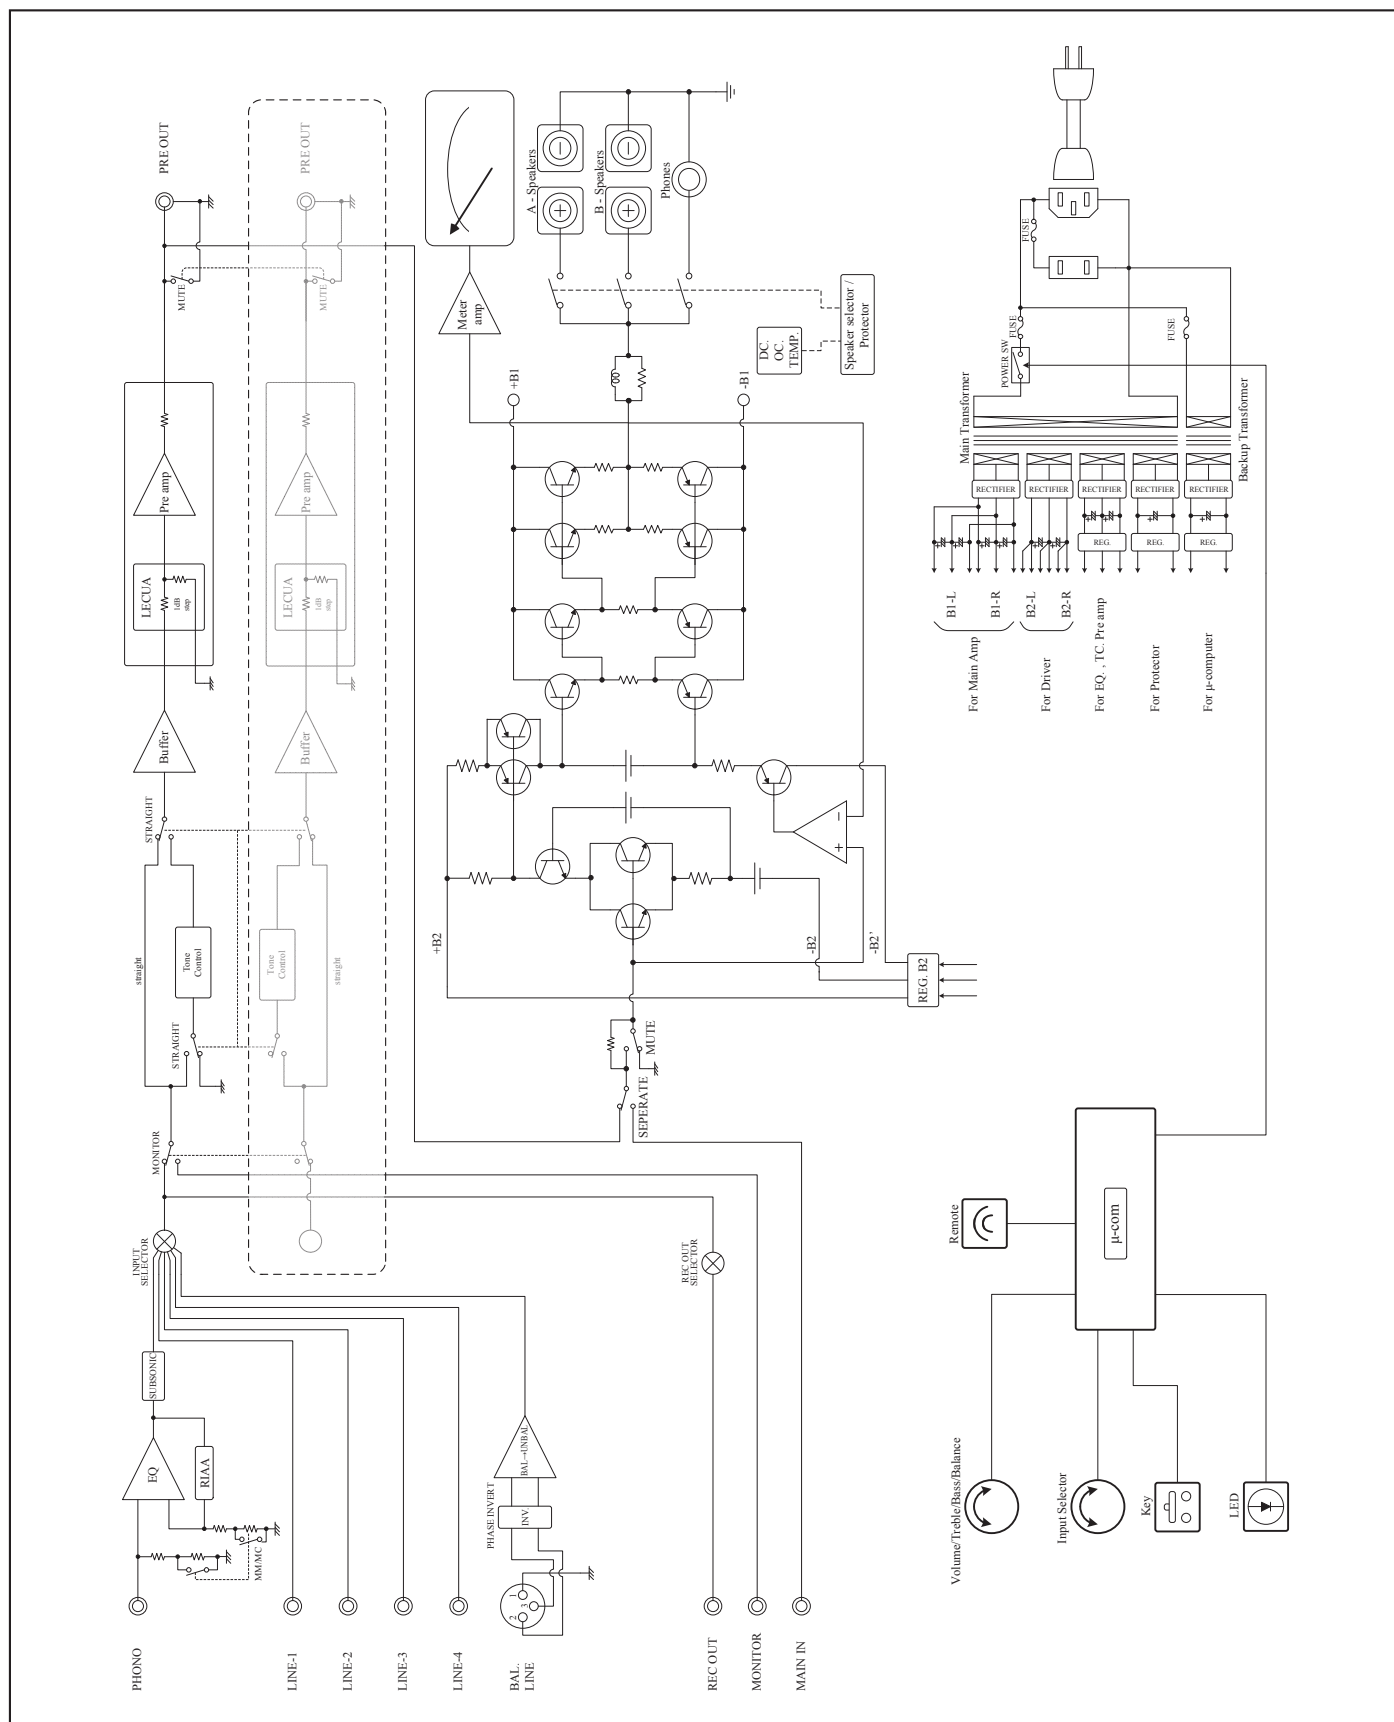 PHONO
LINE-1
LINE-2
LINE-3
LINE-4
BAL.
LINE
REC OUT
MONITOR
MAIN IN
MM/MC
EQ
RIAA
SUBSONIC
1
2
3
PHASE INVERT
INV.
BAL→UNBAL
INPUT
SELECTOR
REC OUT
SELECTOR
MONITOR
STRAIGHT
straight
Tone
Control
STRAIGHT
Buffer
LECUA
1dB
step
Pre amp
MUTE
PRE OUT
Tone
Control
straight
Buffer
LECUA
1dB
step
Pre amp
MUTE
PRE OUT
SEPERATE
MUTE
+B2
-B2
-B2'
REG. B2
+
−
+B1
-B1
Meter
amp
A - Speakers
B - Speakers
Phones
+
−
+
−
DC.
OC.
TEMP.
Speaker selector /
Protector
FUSE
FUSE
FUSE
POWER SW
Main Transformer
Backup Transformer
RECTIFIER
RECTIFIER
RECTIFIER
RECTIFIER
RECTIFIER
REG.
REG.
REG.
+
+
+
+
+
+
+
+
+
+
B1-L
B1-R
B2-L
B2-R
For Main Amp
For Driver
For EQ. , TC. Pre amp
For Protector
For µ-computer
Remote
µ-com
Volume/Treble/Bass/Balance
Input Selector
Key
LED